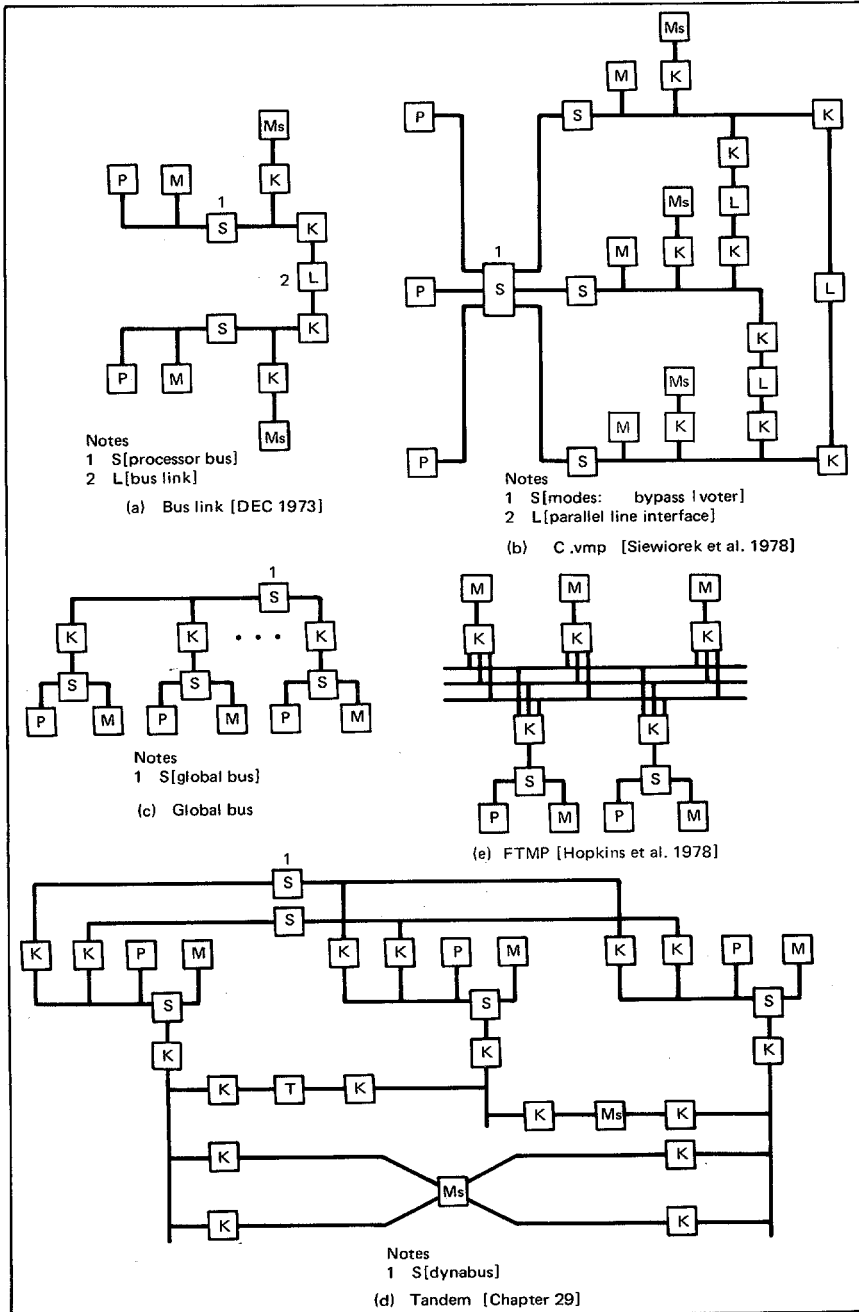 Ms
P M K
1
S K
2 L
S K
P M K
Ms
Notes
1 S[processor bus]
2 L[bus link]
(a) Bus link [DEC 1973]
Ms
M K
P S K
K
Ms L
1 M K K
P S S L
K
Ms L
M K K
P S K
Notes
1 S[modes: bypass | voter]
2 L[parallel line interface]
(b) C.vmp [Siewiorek et al. 1978]
1
S
K K . . . K
S S S
P M P M P M
Notes
1 S[global bus]
(c) Global bus
M M M
K K K
K K
S S
P M P M
(e) FTMP [Hopkins et al. 1978]
1
S
S
K K P M K K P M K K P M
S S S
K K K
K T K
K Ms K
K K
Ms
K K
Notes
1 S[dynabus]
(d) Tandem [Chapter 29]